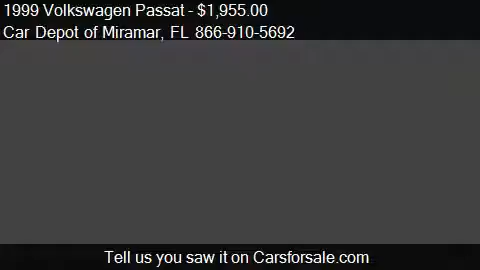 1999 Volkswagen Passat - $1,955.00
Car Depot of Miramar, FL 866-910-5692
Tell us you saw it on Carsforsale.com